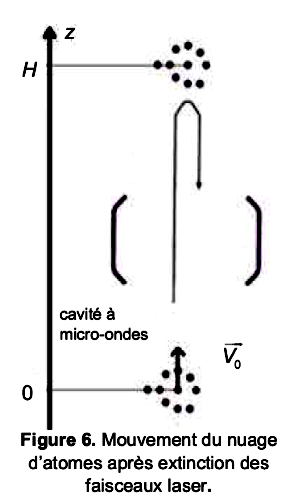 z
H
cavité à
micro-ondes
V₀
0
Figure 6. Mouvement du nuage
d'atomes après extinction des
faisceaux laser.